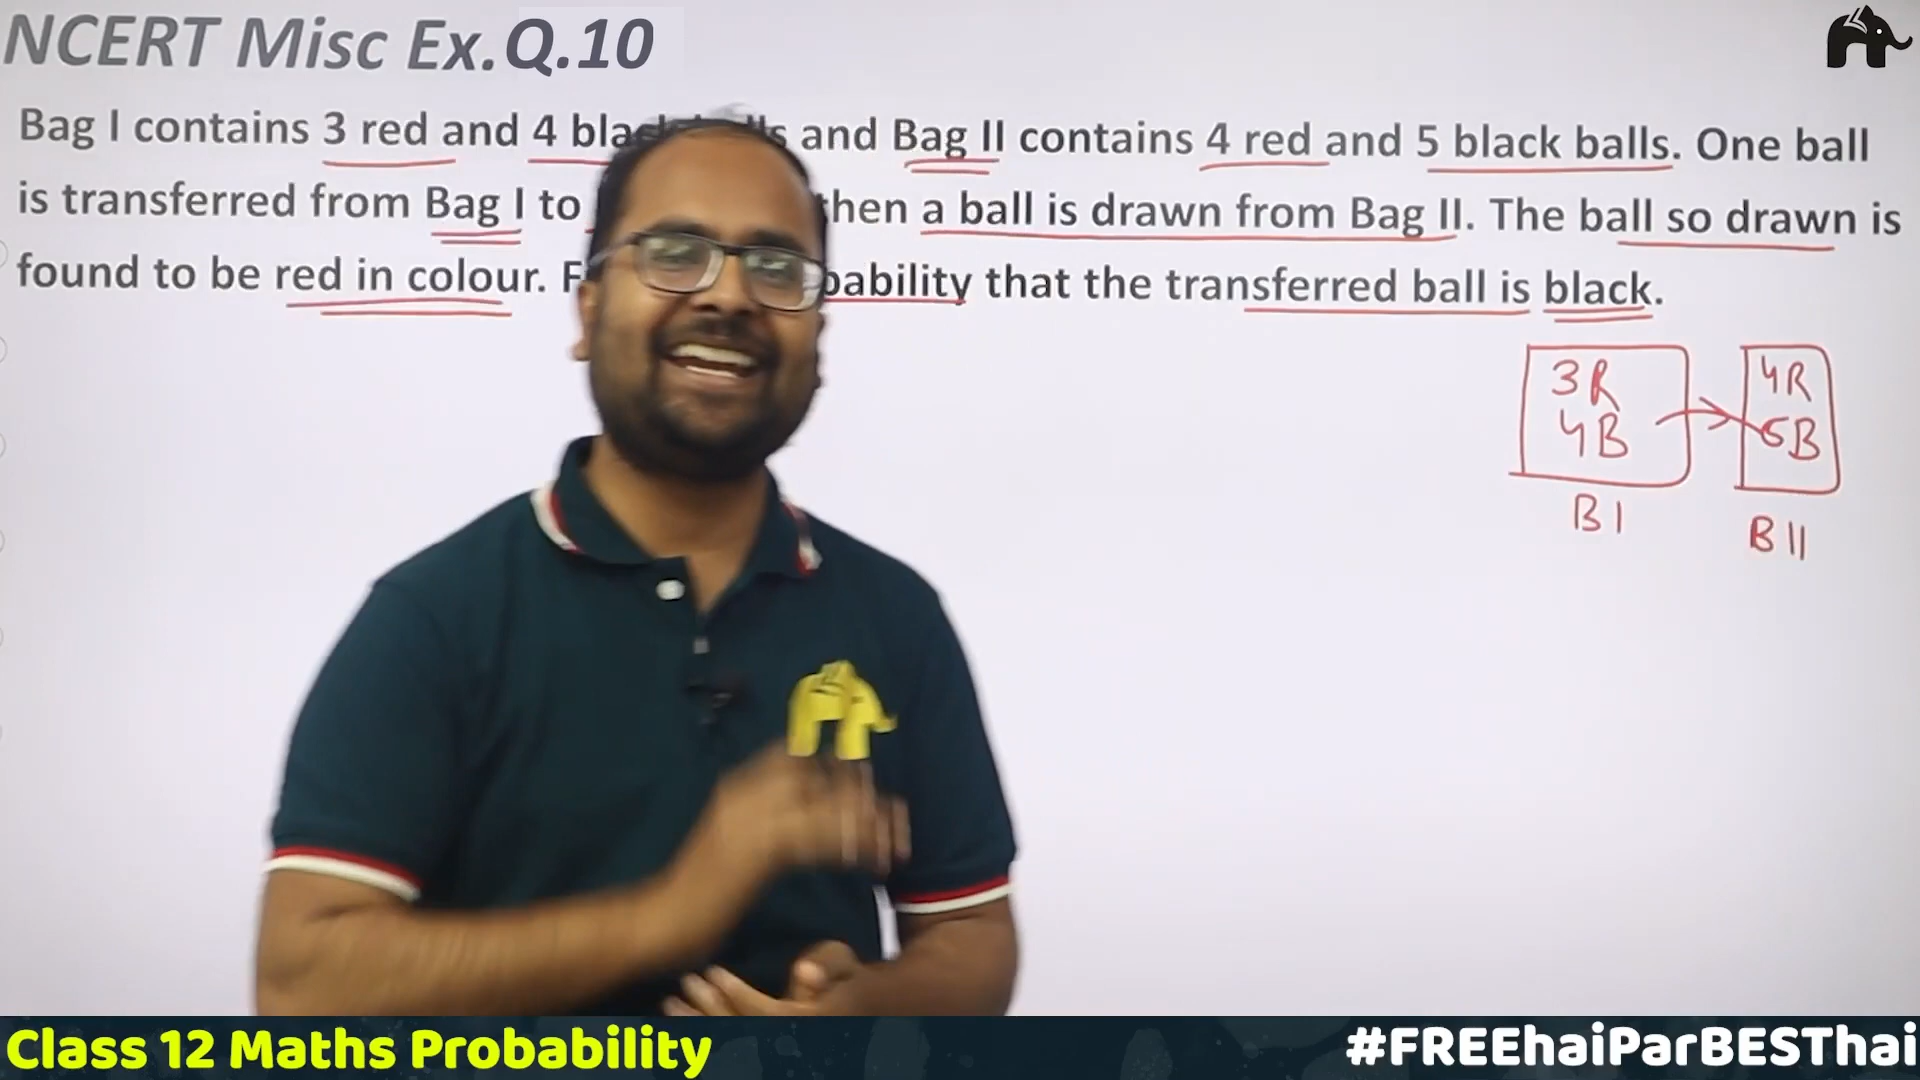 NCERT Misc Ex.Q.10
Bag I contains 3 red and 4 and Bag II contains 4 red and 5 black balls. One ball
is transferred from Bag I to a ball is drawn from Bag II. The ball so drawn is
found to be red in colour. that the transferred ball is black.
3R
4B
B I
4R
5B
B II
Class 12 Maths Probability
#FREEhaiParBESThai